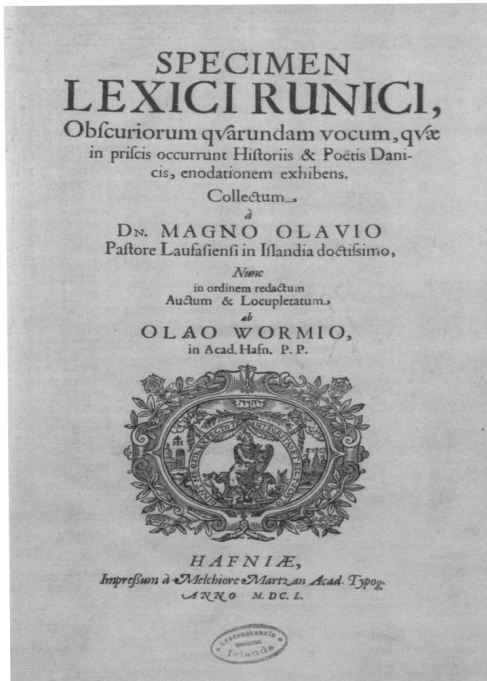 SPECIMEN
LEXICI RUNICI,
Obſcuriorum qvarundam vocum, qvæ
in priſcis occurrunt Hiſtoriis & Poëtis Dani-
cis, enodationem exhibens.
Collectum
à
DN. MAGNO OLAVIO
Paſtore Laufaſienſi in Iſlandia doctiſsimo,
Nunc
in ordinem redactum
Auctum & Locupletatum
ab
OLAO WORMIO,
in Acad. Hafn. P. P.
HAFNIÆ,
Impreſsum à Melchiore Martzan Acad. Typog.
ANNO M. DC. L.